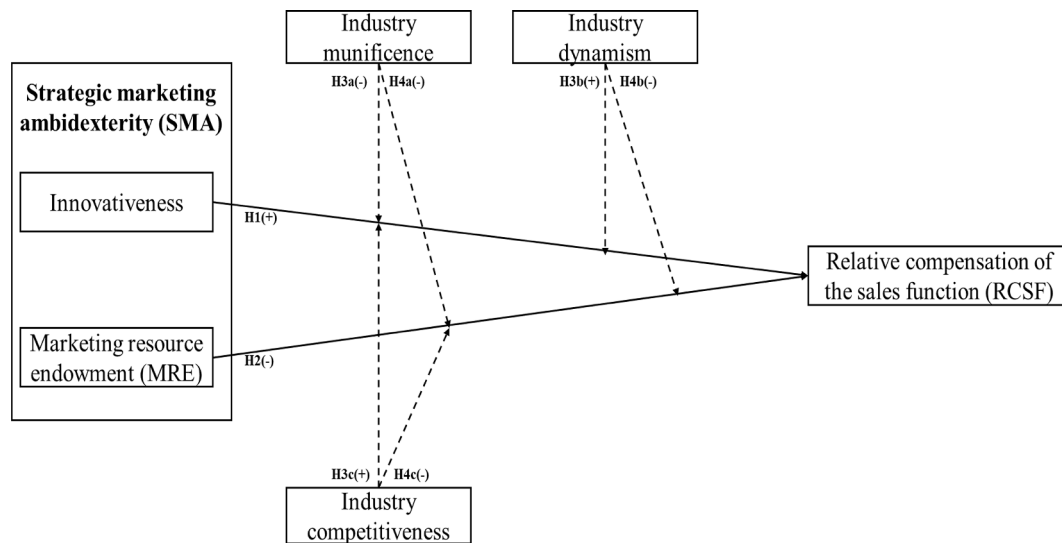 Industry
munificence
Industry
dynamism
H3a(-) H4a(-)
H3b(+) H4b(-)
Strategic marketing
ambidexterity (SMA)
Innovativeness
H1(+)
Relative compensation of
the sales function (RCSF)
Marketing resource
endowment (MRE)
H2(-)
H3c(+) H4c(-)
Industry
competitiveness